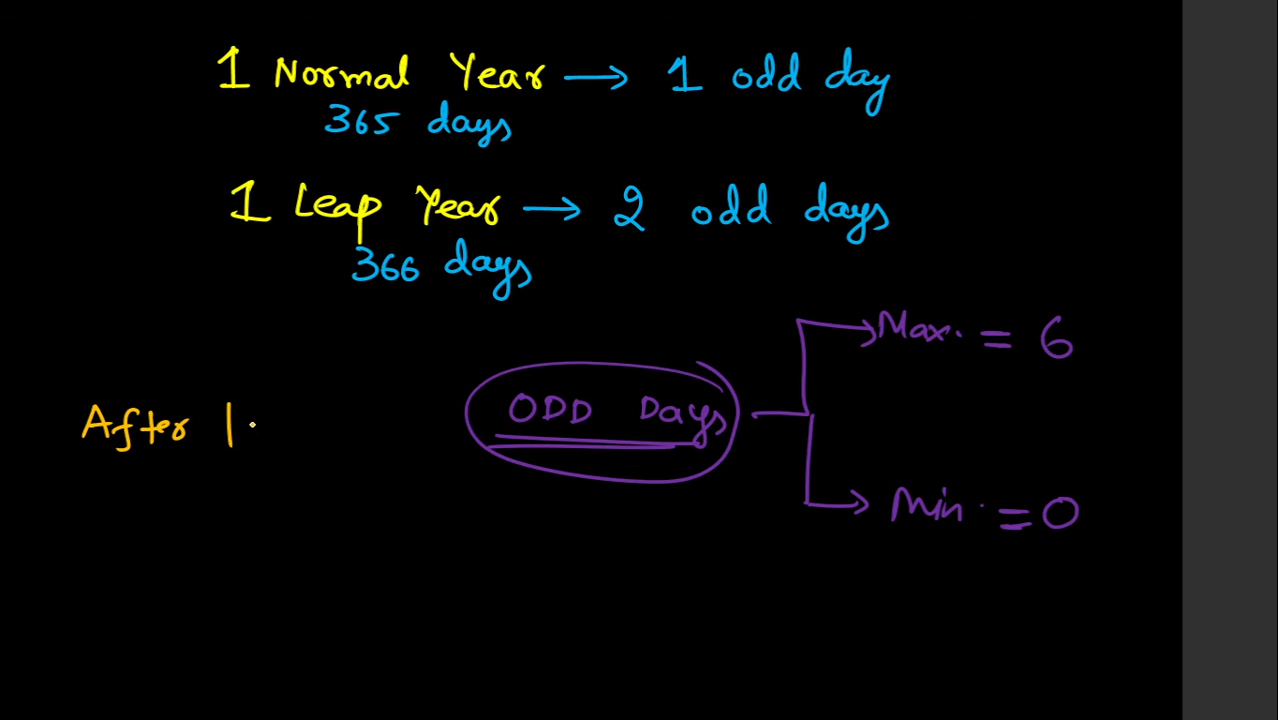 1 Normal Year → 1 odd day
365 days
1 Leap Year → 2 odd days
366 days
Max. = 6
ODD Days
After |
Min. = 0